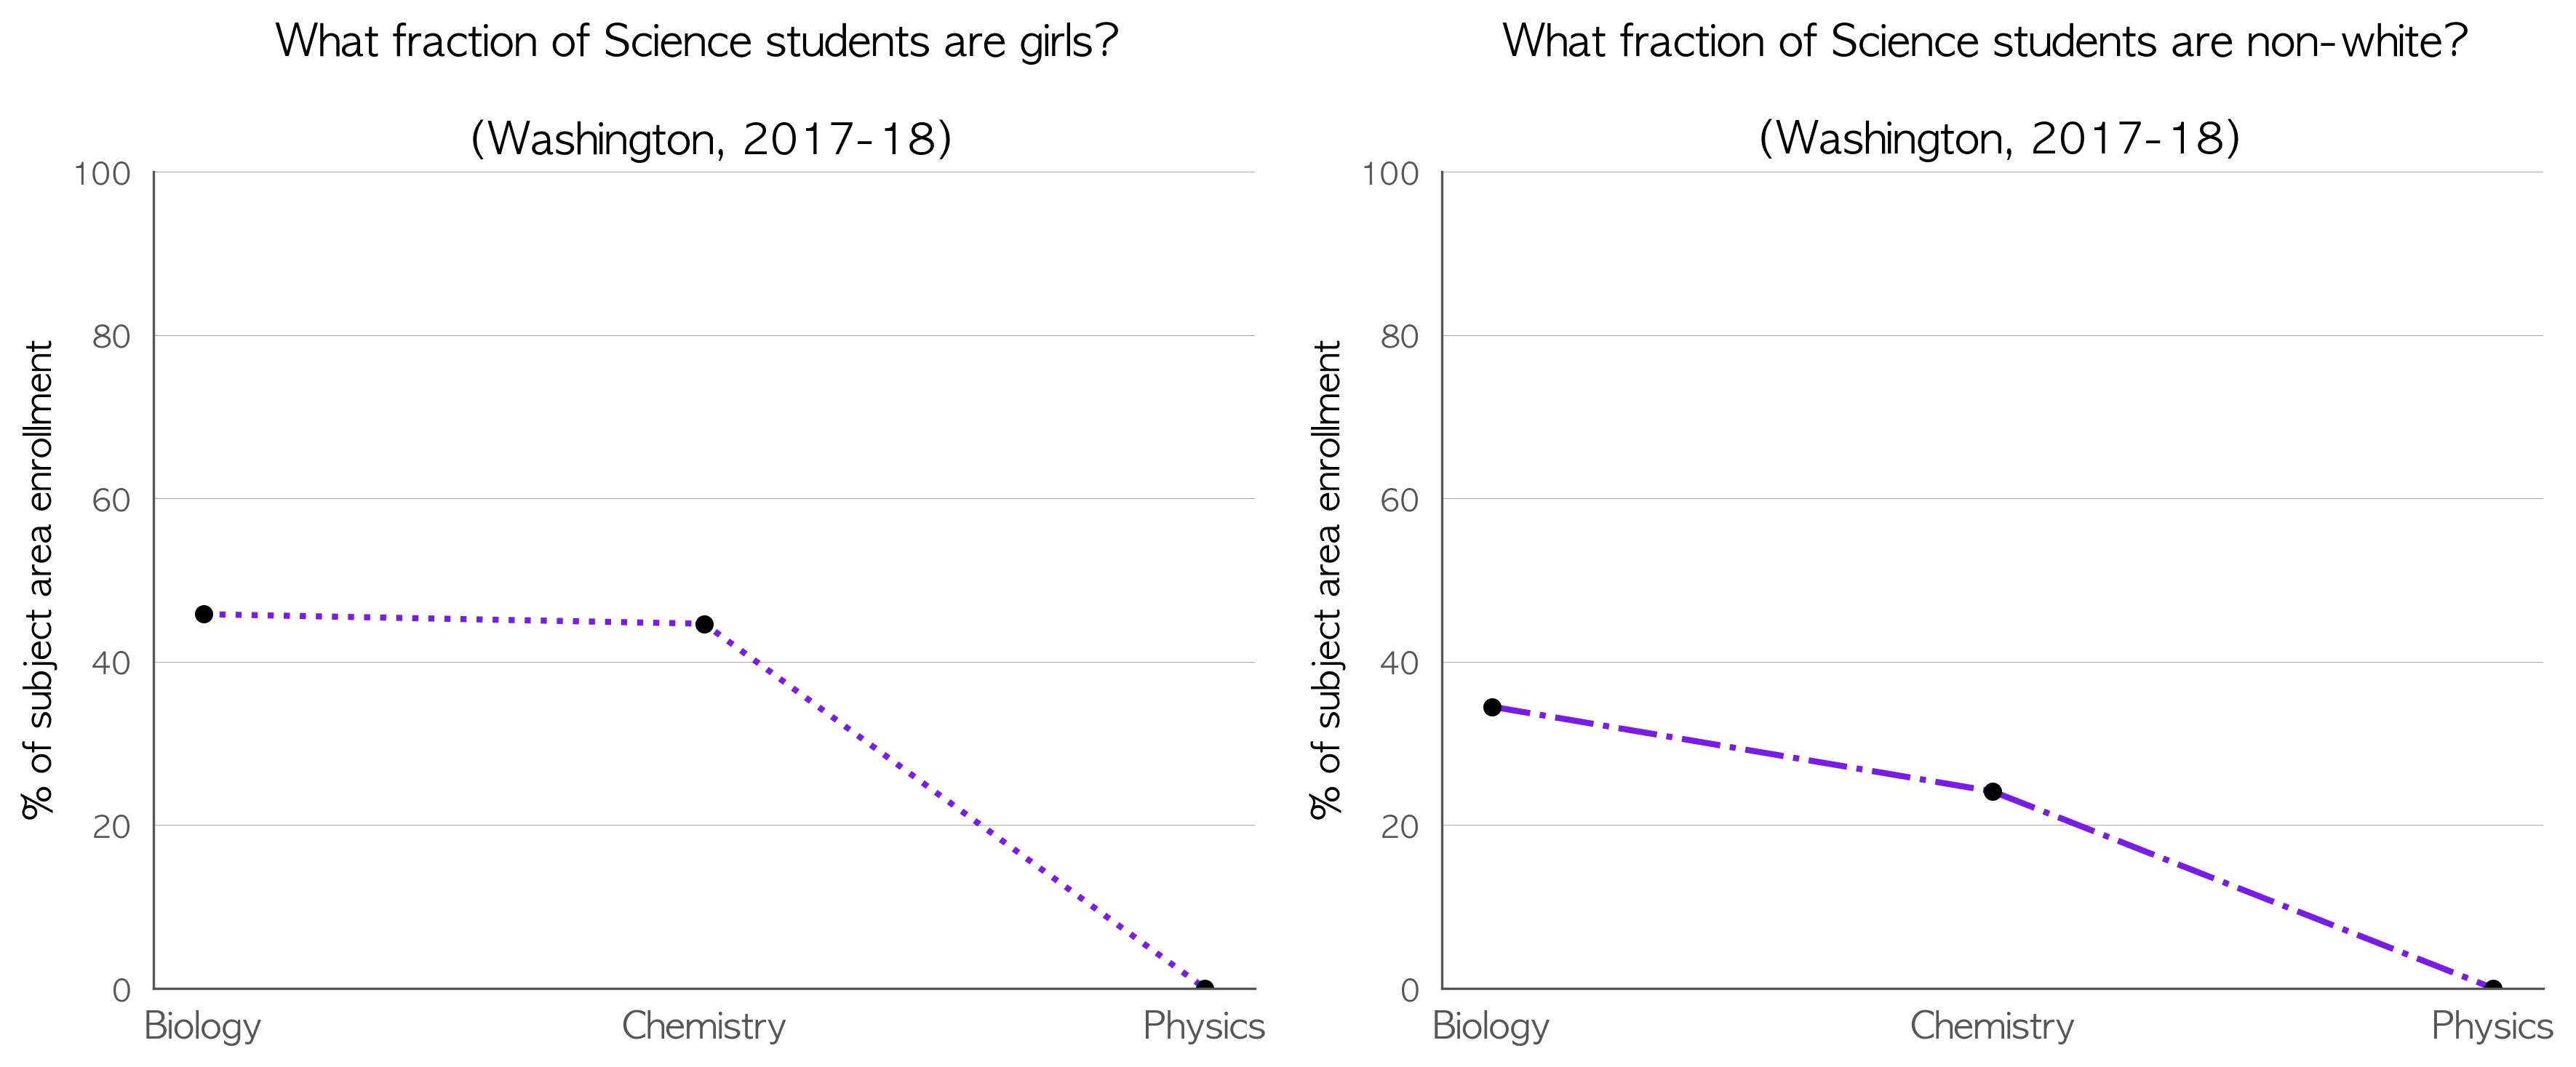 What fraction of Science students are girls?
(Washington, 2017-18)
% of subject area enrollment
100
80
60
40
20
0
Biology
Chemistry
Physics
What fraction of Science students are non-white?
(Washington, 2017-18)
% of subject area enrollment
100
80
60
40
20
0
Biology
Chemistry
Physics